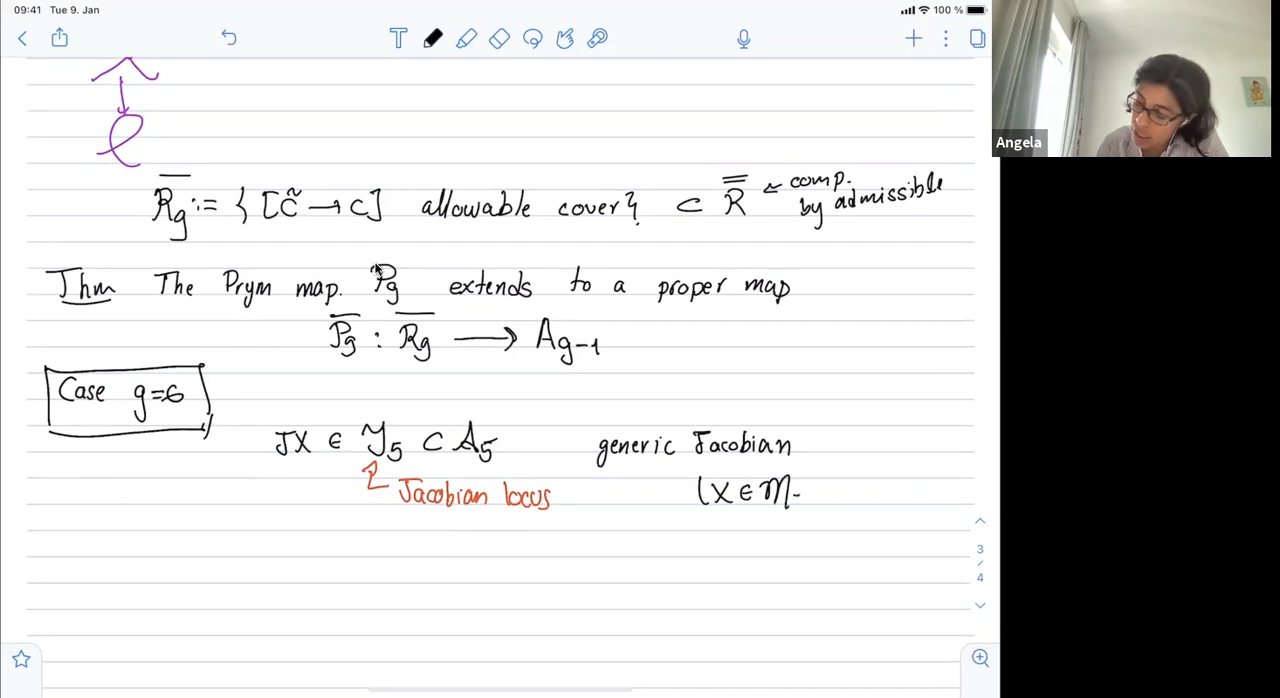 09:41 Tue 9. Jan
100 %
Angela
e
R̅g := { [C̃ → C] allowable cover } ⊂ R̿ ← comp. by admissible
Thm The Prym map. Pg extends to a proper map
P̅g : R̅g ⟶ Ag-1
Case g=6
JX ∈ J5 ⊂ A5 generic Jacobian
Jacobian locus (X ∈ M-
3
4